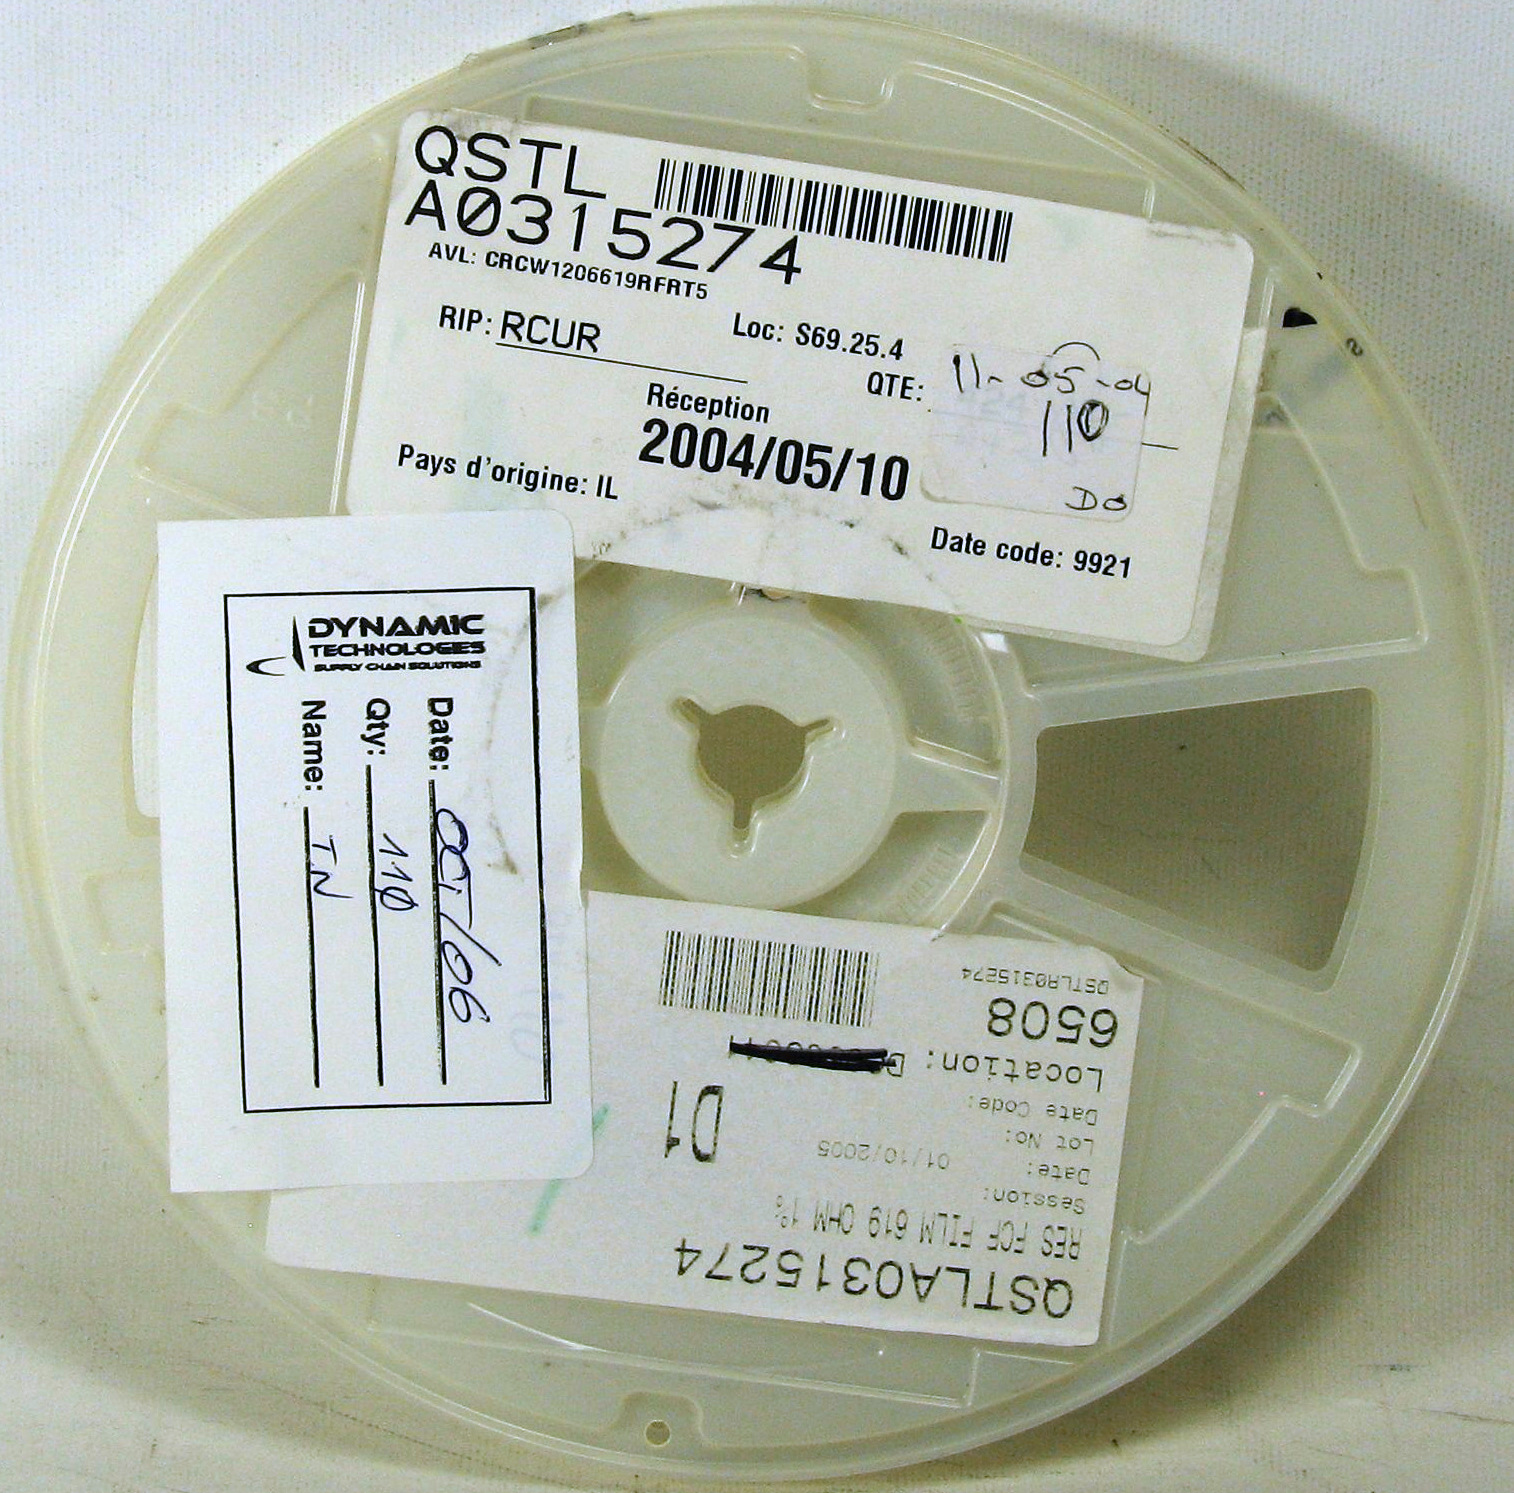 QSTL
A0315274
AVL: CRCW1206619RFRT5
RIP: RCUR
Loc: S69.25.4
QTE: 11-05-04
110
DO
Réception
2004/05/10
Pays d'origine: IL
Date code: 9921
DYNAMIC
TECHNOLOGIES
SUPPLY CHAIN SOLUTIONS
Date: OCT/06
Qty: 110
Name: TN
QSTLA0315274
RES FCF FILM 619 OHM 1%
Session:
Date: 01/10/2005
Lot No:
Date Code:
D1
Location:
6508
QSTLA0315274